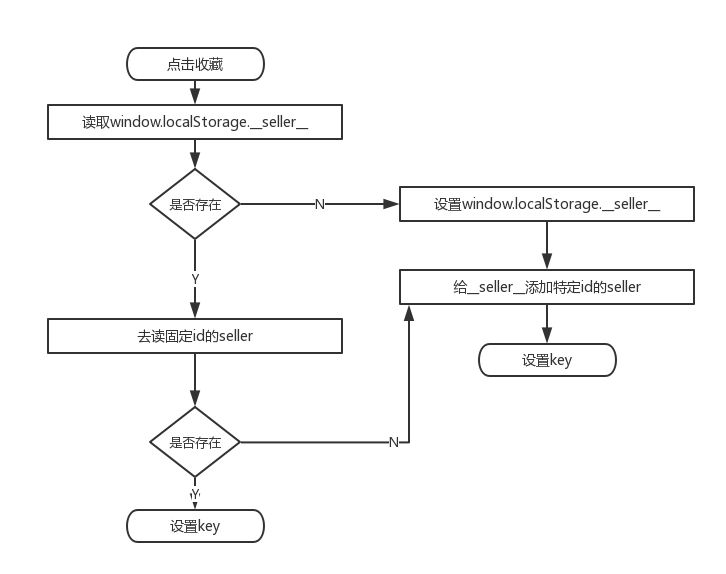 点击收藏
读取window.localStorage.__seller__
是否存在
N
设置window.localStorage.__seller__
Y
给__seller__添加特定id的seller
去读固定id的seller
设置key
是否存在
N
Y
设置key